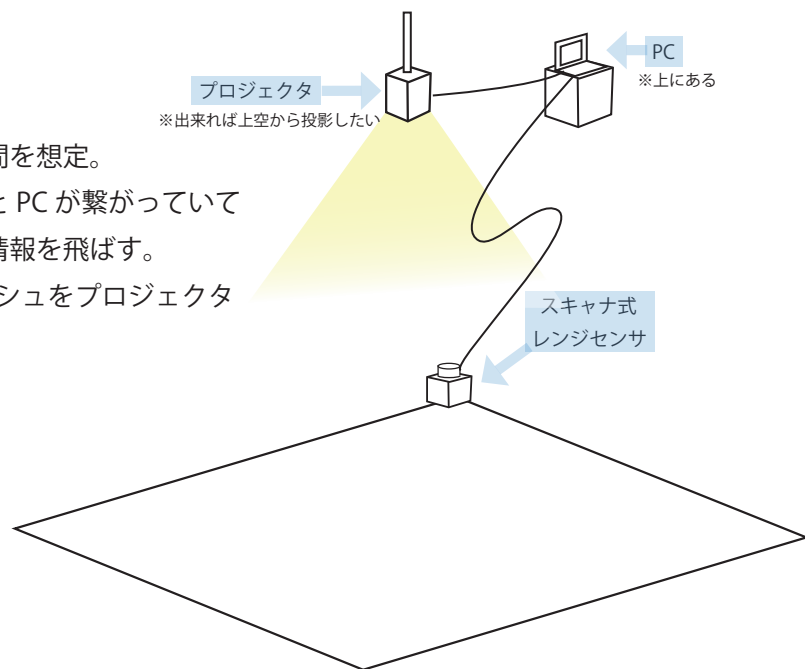 PC
※上にある
プロジェクタ
※出来れば上空から投影したい
間を想定。
と PC が繋がっていて
情報を飛ばす。
シュをプロジェクタ
スキャナ式
レンジセンサ